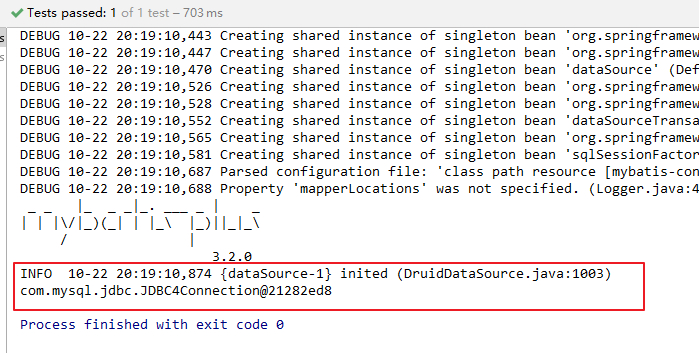 Tests passed: 1 of 1 test – 703 ms
DEBUG 10-22 20:19:10,443 Creating shared instance of singleton bean 'org.springframew
DEBUG 10-22 20:19:10,447 Creating shared instance of singleton bean 'org.springframew
DEBUG 10-22 20:19:10,470 Creating shared instance of singleton bean 'dataSource' (Def
DEBUG 10-22 20:19:10,526 Creating shared instance of singleton bean 'org.springframew
DEBUG 10-22 20:19:10,528 Creating shared instance of singleton bean 'org.springframew
DEBUG 10-22 20:19:10,552 Creating shared instance of singleton bean 'dataSourceTransa
DEBUG 10-22 20:19:10,565 Creating shared instance of singleton bean 'org.springframew
DEBUG 10-22 20:19:10,581 Creating shared instance of singleton bean 'sqlSessionFactor
DEBUG 10-22 20:19:10,687 Parsed configuration file: 'class path resource [mybatis-con
DEBUG 10-22 20:19:10,688 Property 'mapperLocations' was not specified. (Logger.java:4
 _ _   |_  _ _|_. ___ _ |    _
| | |\/|_)(_| | |_\  |_)||_|_\
     /               |
                        3.2.0
INFO  10-22 20:19:10,874 {dataSource-1} inited (DruidDataSource.java:1003)
com.mysql.jdbc.JDBC4Connection@21282ed8
Process finished with exit code 0